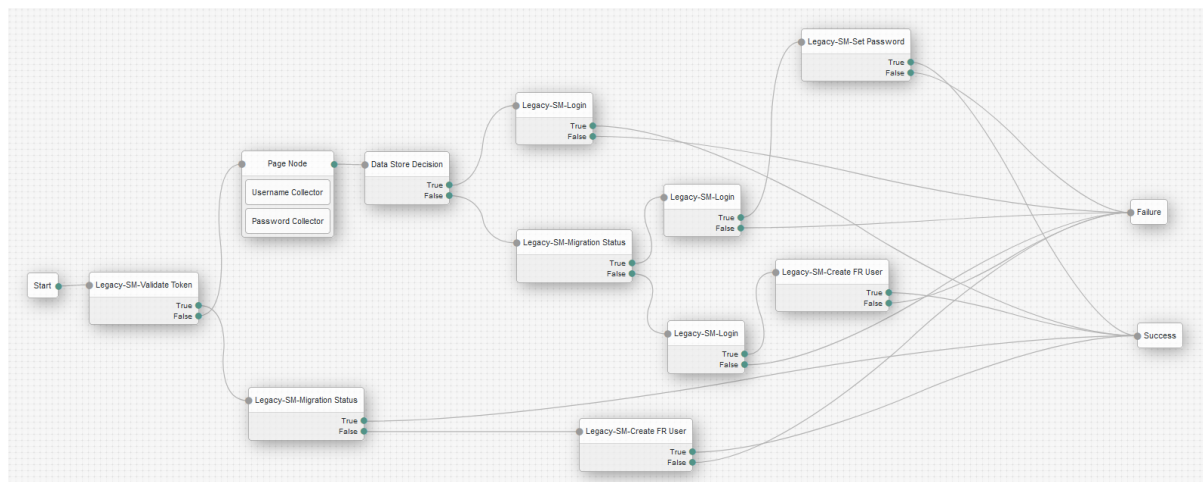 Legacy-SM-Set Password
True
False
Legacy-SM-Login
True
False
Page Node
Username Collector
Password Collector
Data Store Decision
True
False
Legacy-SM-Login
True
False
Failure
Legacy-SM-Migration Status
True
False
Legacy-SM-Create FR User
True
False
Start
Legacy-SM-Validate Token
True
False
Legacy-SM-Login
True
False
Success
Legacy-SM-Migration Status
True
False
Legacy-SM-Create FR User
True
False